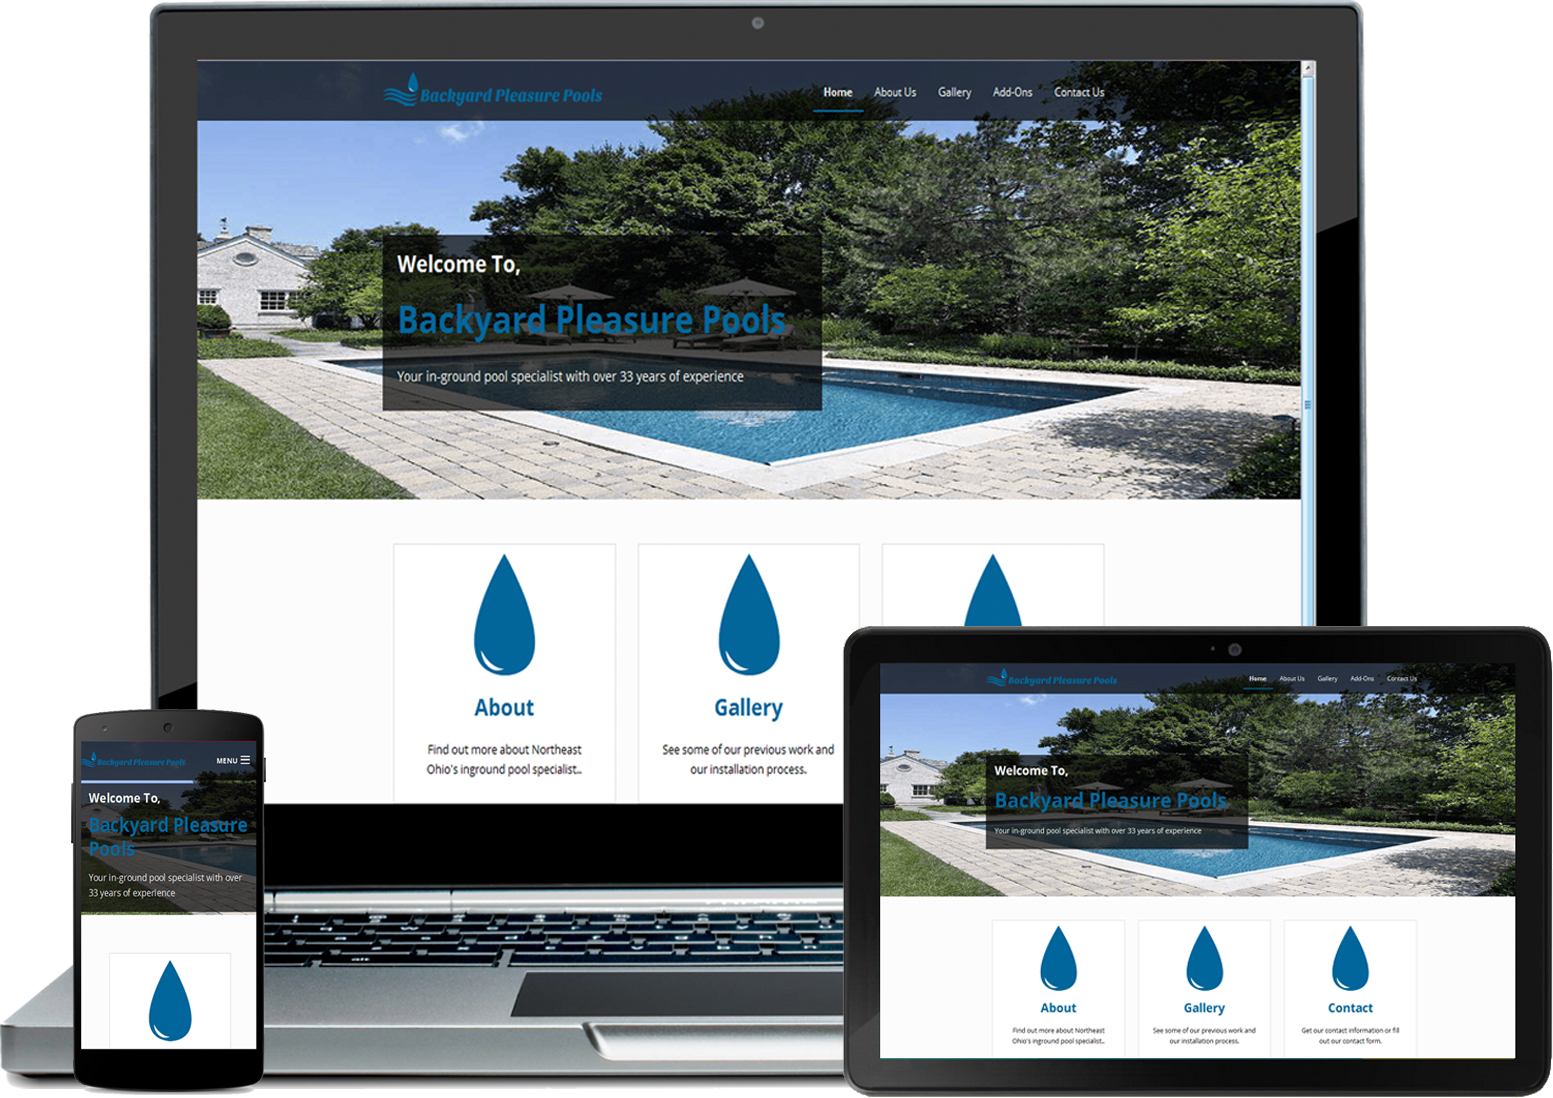 Backyard Pleasure Pools
Home About Us Gallery Add-Ons Contact Us
Welcome To,
Backyard Pleasure Pools
Your in-ground pool specialist with over 33 years of experience
About
Find out more about Northeast
Ohio's inground pool specialist..
Gallery
See some of our previous work and
our installation process.
Backyard Pleasure Pools
MENU
Welcome To,
Backyard Pleasure
Pools
Your in-ground pool specialist with over
33 years of experience
Backyard Pleasure Pools
Home About Us Gallery Add-Ons Contact Us
Welcome To,
Backyard Pleasure Pools
Your in-ground pool specialist with over 33 years of experience
About
Find out more about Northeast
Ohio's inground pool specialist..
Gallery
See some of our previous work and
our installation process.
Contact
Get our contact information or fill
out our contact form.